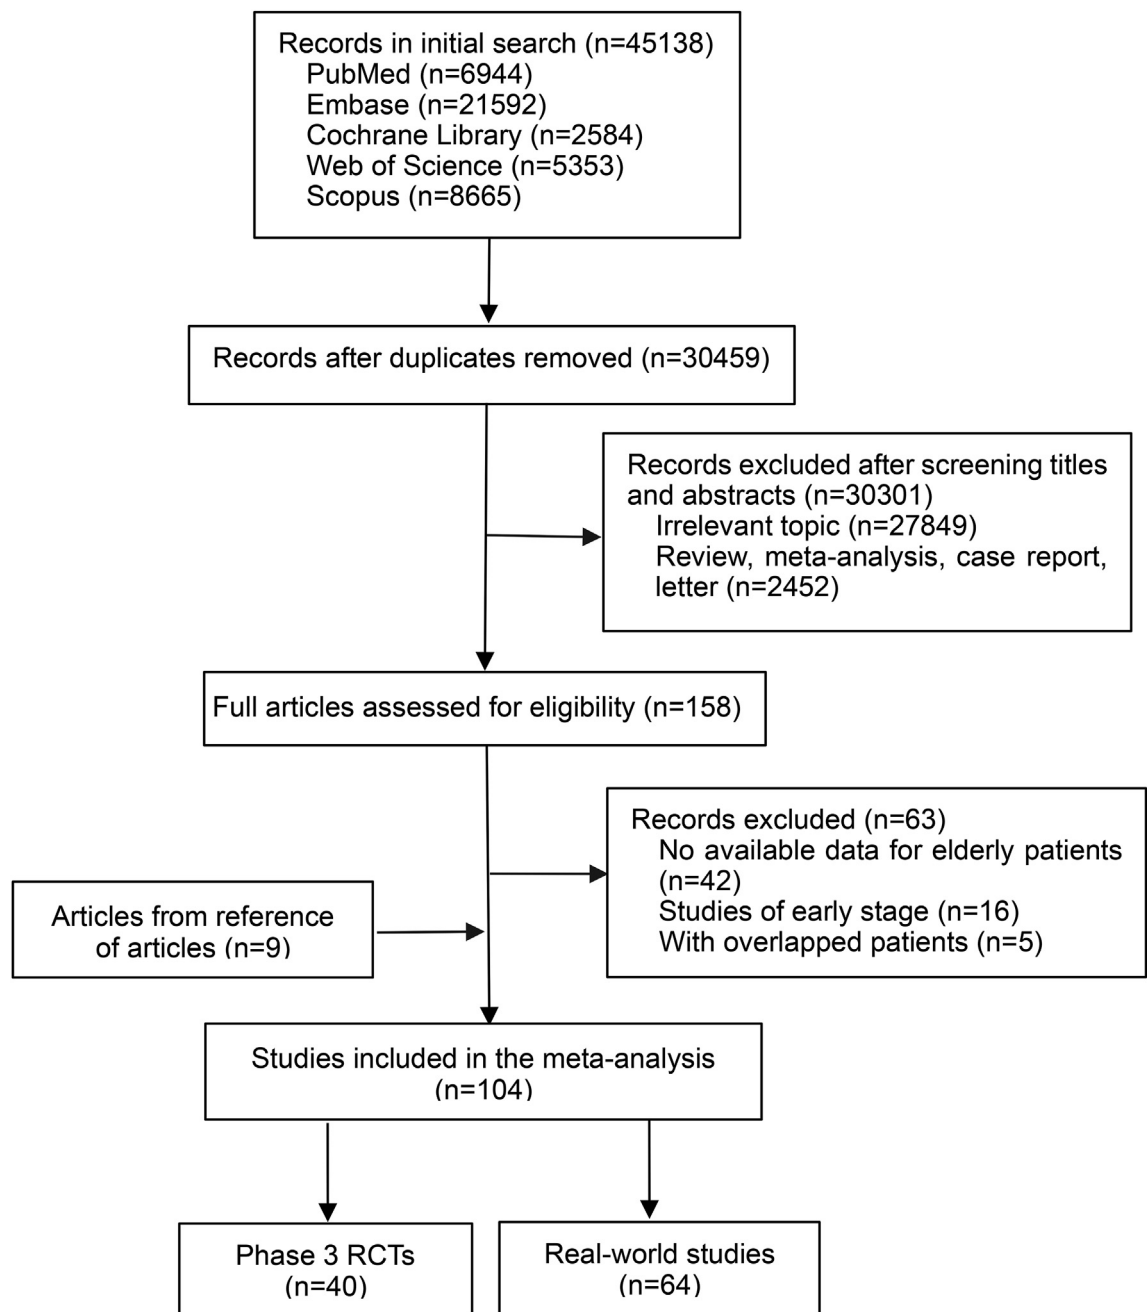 Records in initial search (n=45138)
PubMed (n=6944)
Embase (n=21592)
Cochrane Library (n=2584)
Web of Science (n=5353)
Scopus (n=8665)
Records after duplicates removed (n=30459)
Records excluded after screening titles
and abstracts (n=30301)
Irrelevant topic (n=27849)
Review, meta-analysis, case report,
letter (n=2452)
Full articles assessed for eligibility (n=158)
Records excluded (n=63)
No available data for elderly patients
(n=42)
Studies of early stage (n=16)
With overlapped patients (n=5)
Articles from reference
of articles (n=9)
Studies included in the meta-analysis
(n=104)
Phase 3 RCTs
(n=40)
Real-world studies
(n=64)